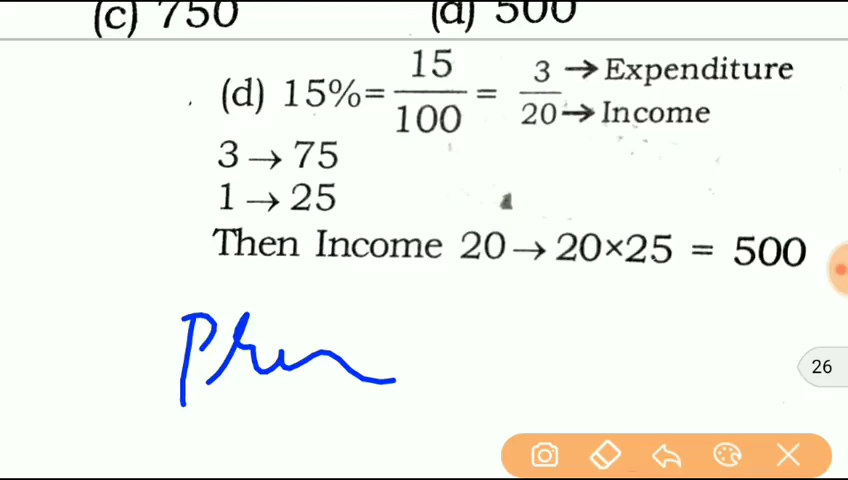 (c) 750 (d) 500
(d) 15% = 15/100 = 3/20 → Expenditure → Income
3 → 75
1 → 25
Then Income 20 → 20×25 = 500
26